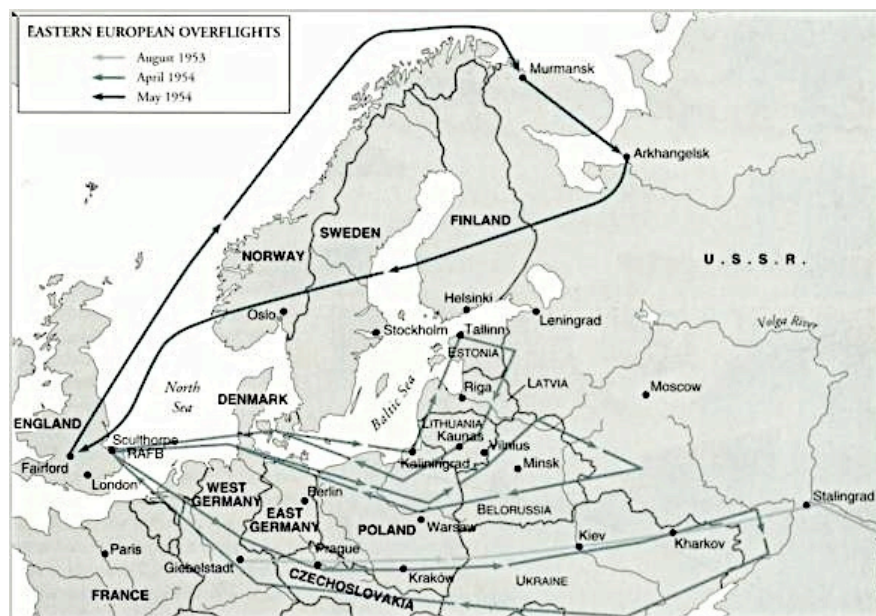 EASTERN EUROPEAN OVERFLIGHTS
August 1953
April 1954
May 1954
Murmansk
Arkhangelsk
FINLAND
SWEDEN
NORWAY
U. S. S. R.
Helsinki
Oslo
Leningrad
Stockholm
Tallinn
Volga River
ESTONIA
North
Sea
Baltic Sea
Riga
LATVIA
Moscow
DENMARK
ENGLAND
LITHUANIA
Sculthorpe
RAFB
Kaunas
Vilnius
Fairford
Kaliningrad
Minsk
London
WEST
GERMANY
Berlin
EAST
GERMANY
BELORUSSIA
Stalingrad
POLAND
Warsaw
Kiev
Kharkov
Paris
Prague
Giebelstadt
Kraków
CZECHOSLOVAKIA
UKRAINE
FRANCE